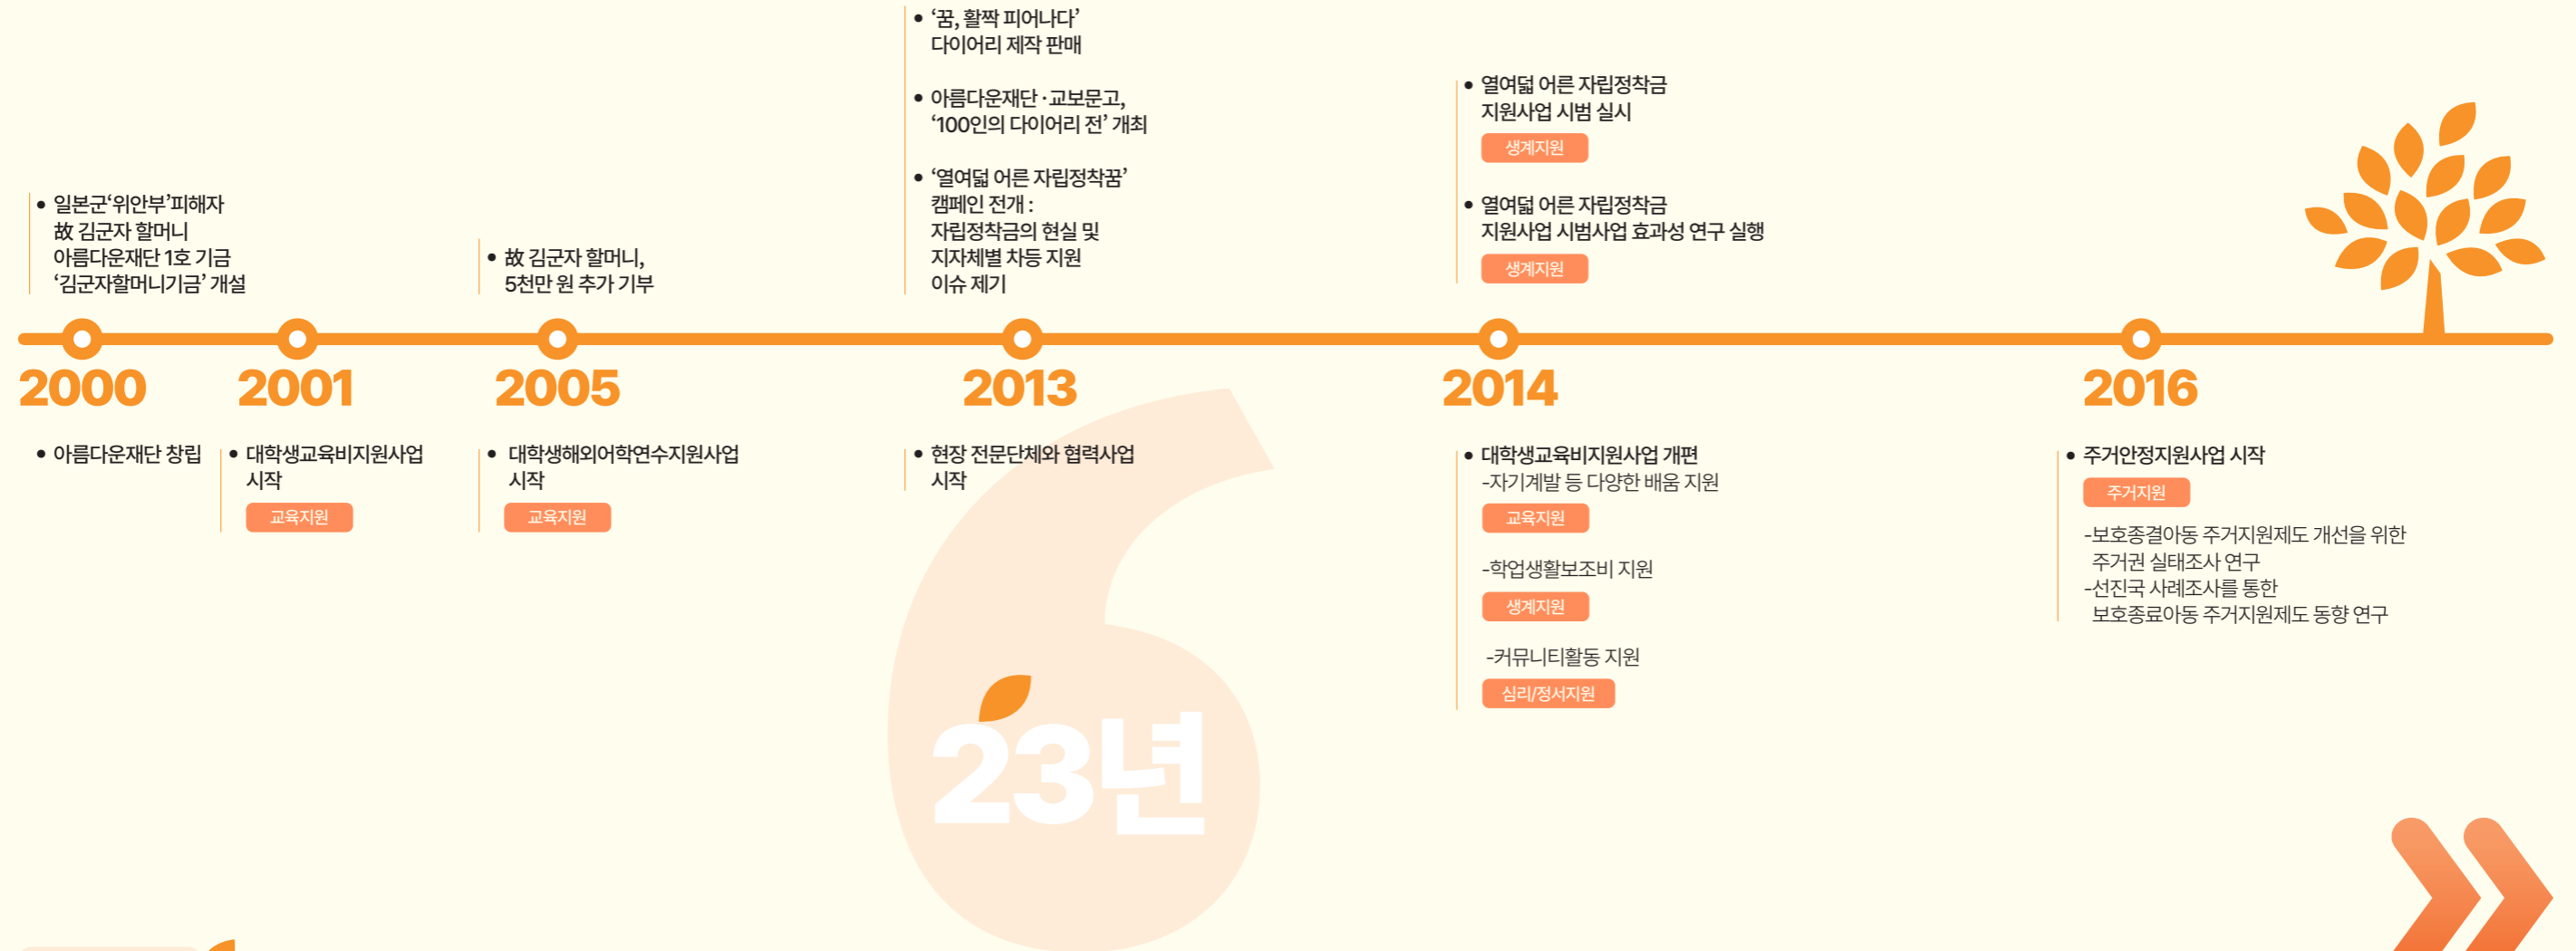 일본군‘위안부’피해자
故 김군자 할머니
아름다운재단 1호 기금
‘김군자할머니기금’ 개설
故 김군자 할머니,
5천만 원 추가 기부
‘꿈, 활짝 피어나다’
다이어리 제작 판매
아름다운재단 · 교보문고,
‘100인의 다이어리 전’ 개최
‘열여덟 어른 자립정착꿈’
캠페인 전개 :
자립정착금의 현실 및
지자체별 차등 지원
이슈 제기
열여덟 어른 자립정착금
지원사업 시범 실시
생계지원
열여덟 어른 자립정착금
지원사업 시범사업 효과성 연구 실행
생계지원
2000
2001
2005
2013
2014
2016
아름다운재단 창립
대학생교육비지원사업
시작
교육지원
대학생해외어학연수지원사업
시작
교육지원
현장 전문단체와 협력사업
시작
대학생교육비지원사업 개편
-자기계발 등 다양한 배움 지원
교육지원
-학업생활보조비 지원
생계지원
-커뮤니티활동 지원
심리/정서지원
주거안정지원사업 시작
주거지원
-보호종결아동 주거지원제도 개선을 위한
주거권 실태조사 연구
-선진국 사례조사를 통한
보호종료아동 주거지원제도 동향 연구
23년